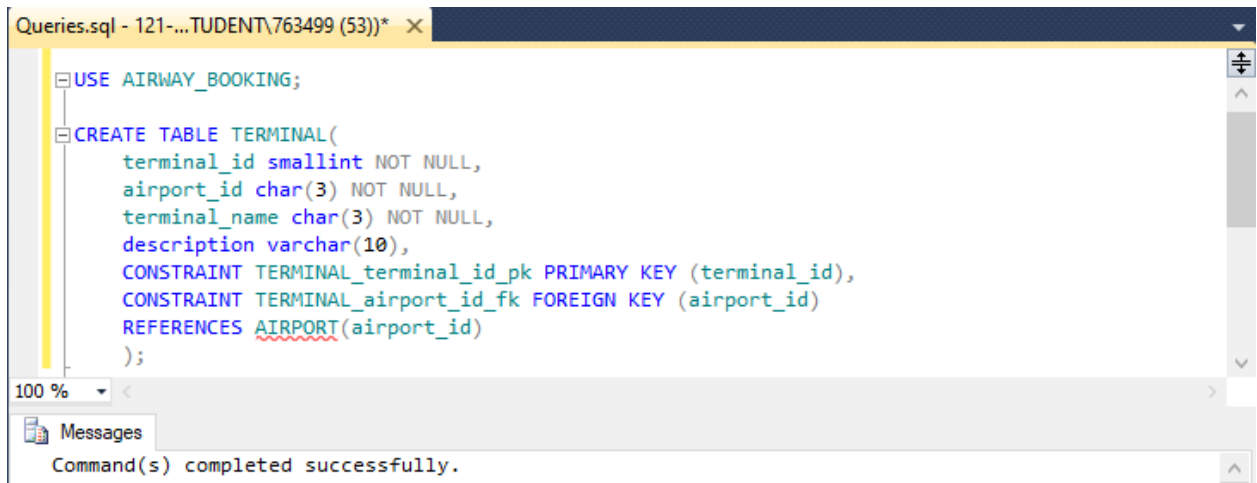 Queries.sql - 121-...TUDENT\763499 (53))*
USE AIRWAY_BOOKING;
CREATE TABLE TERMINAL(
terminal_id smallint NOT NULL,
airport_id char(3) NOT NULL,
terminal_name char(3) NOT NULL,
description varchar(10),
CONSTRAINT TERMINAL_terminal_id_pk PRIMARY KEY (terminal_id),
CONSTRAINT TERMINAL_airport_id_fk FOREIGN KEY (airport_id)
REFERENCES AIRPORT(airport_id)
);
100 %
Messages
Command(s) completed successfully.